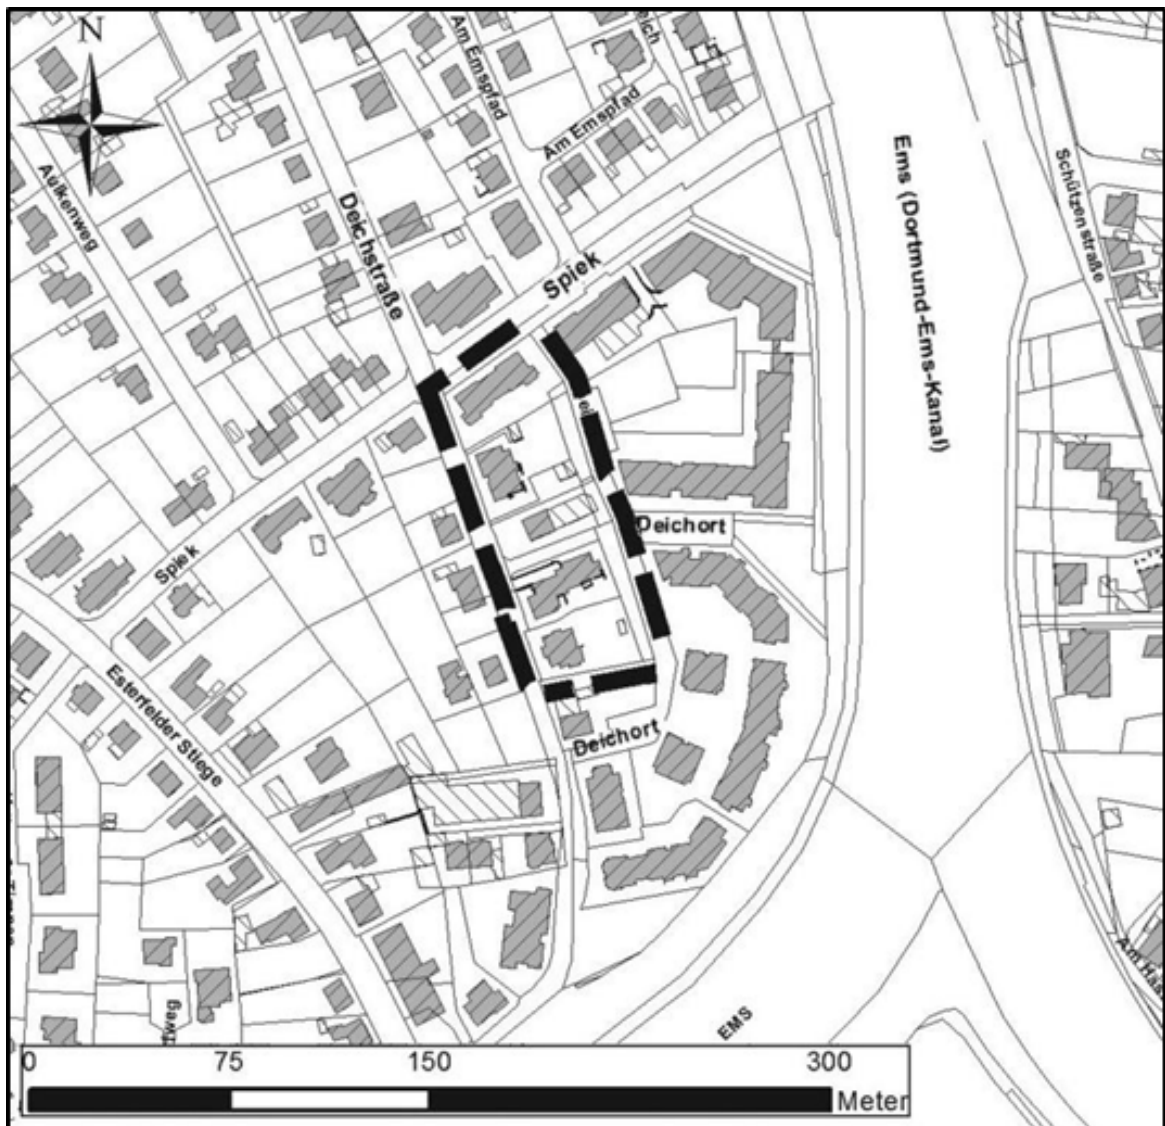 N
Am Emspfad
eich
Am Emspfad
Aulkenweg
Deichstraße
Ems (Dortmund-Ems-Kanal)
Schützenstraße
Spiek
Deichort
Spiek
Esterfelder Stiege
Deichort
EMS
0 75 150 300
Meter